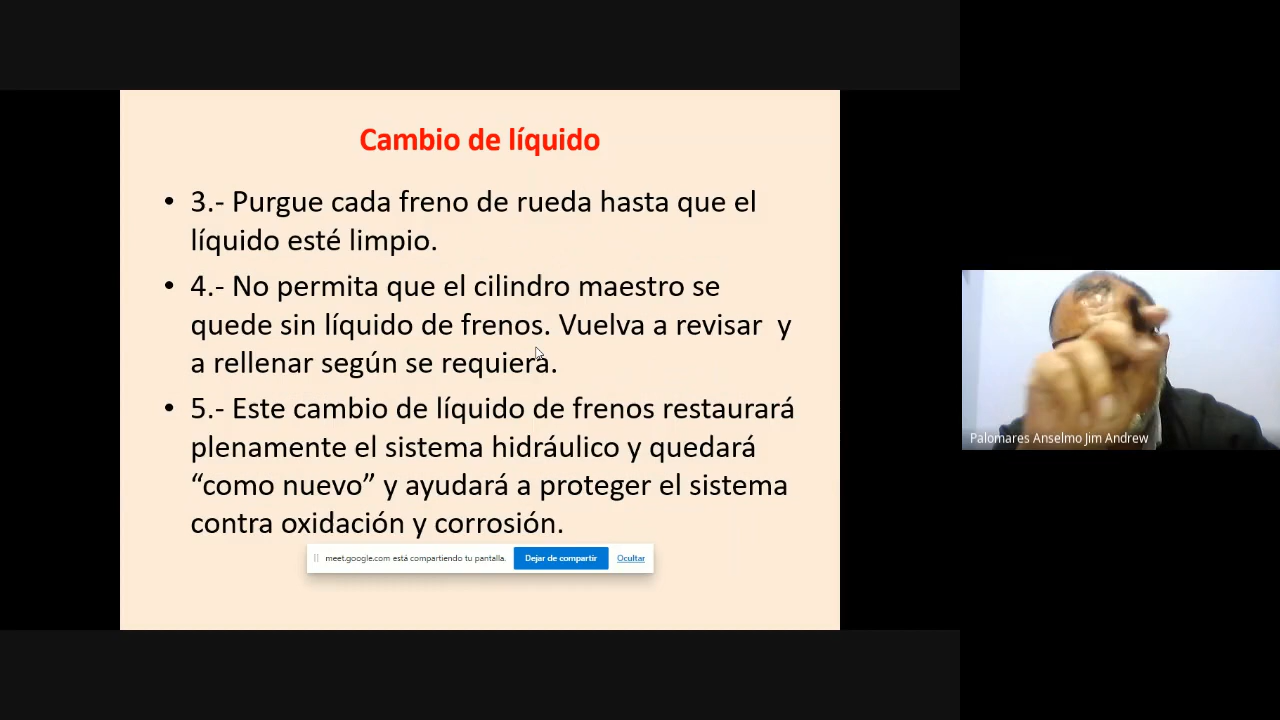 Cambio de líquido
• 3.- Purgue cada freno de rueda hasta que el
líquido esté limpio.
• 4.- No permita que el cilindro maestro se
quede sin líquido de frenos. Vuelva a revisar  y
a rellenar según se requiera.
• 5.- Este cambio de líquido de frenos restaurará
plenamente el sistema hidráulico y quedará
“como nuevo” y ayudará a proteger el sistema
contra oxidación y corrosión.
meet.google.com está compartiendo tu pantalla. Dejar de compartir Ocultar
Palomares Anselmo Jim Andrew